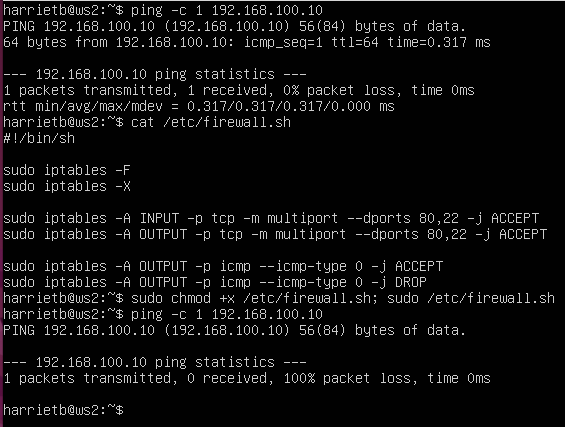 harrietb@ws2:~$ ping -c 1 192.168.100.10
PING 192.168.100.10 (192.168.100.10) 56(84) bytes of data.
64 bytes from 192.168.100.10: icmp_seq=1 ttl=64 time=0.317 ms
--- 192.168.100.10 ping statistics ---
1 packets transmitted, 1 received, 0% packet loss, time 0ms
rtt min/avg/max/mdev = 0.317/0.317/0.317/0.000 ms
harrietb@ws2:~$ cat /etc/firewall.sh
#!/bin/sh
sudo iptables -F
sudo iptables -X
sudo iptables -A INPUT -p tcp -m multiport --dports 80,22 -j ACCEPT
sudo iptables -A OUTPUT -p tcp -m multiport --dports 80,22 -j ACCEPT
sudo iptables -A OUTPUT -p icmp --icmp-type 0 -j ACCEPT
sudo iptables -A OUTPUT -p icmp --icmp-type 0 -j DROP
harrietb@ws2:~$ sudo chmod +x /etc/firewall.sh; sudo /etc/firewall.sh
harrietb@ws2:~$ ping -c 1 192.168.100.10
PING 192.168.100.10 (192.168.100.10) 56(84) bytes of data.
--- 192.168.100.10 ping statistics ---
1 packets transmitted, 0 received, 100% packet loss, time 0ms
harrietb@ws2:~$